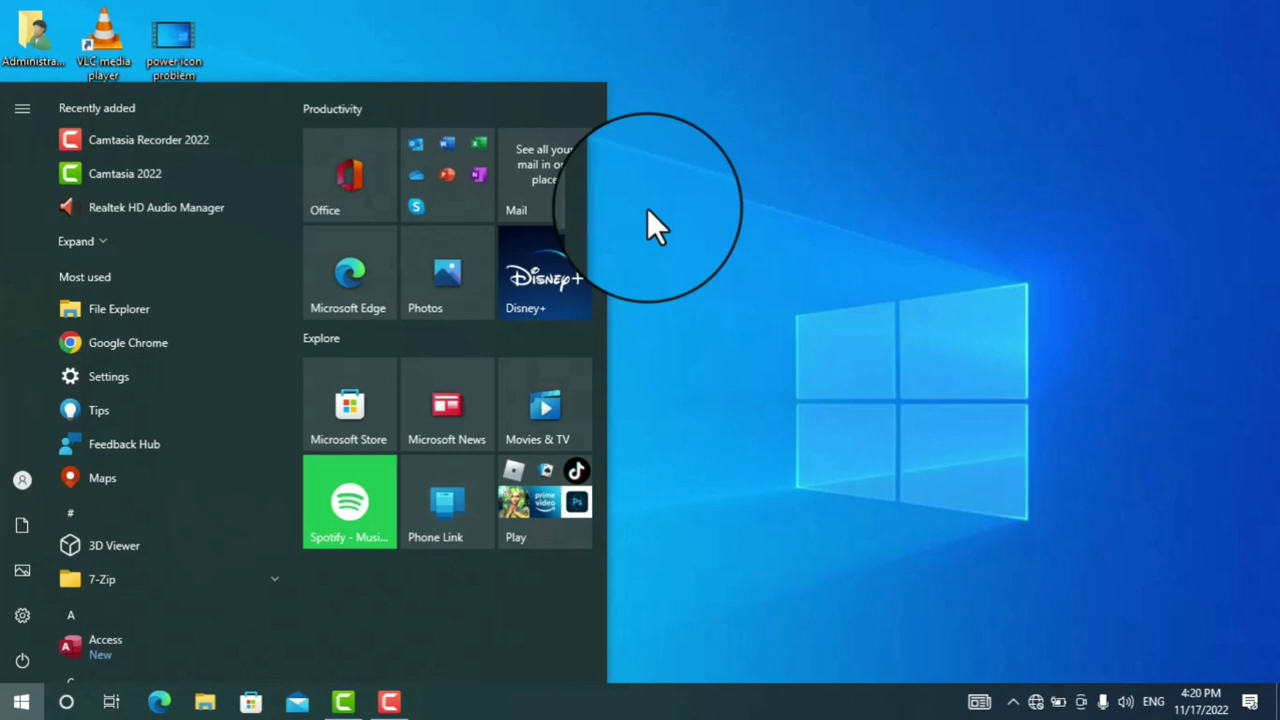 Administra...
VLC media
player
power icon
problem
Recently added
Camtasia Recorder 2022
Camtasia 2022
Realtek HD Audio Manager
Expand
Most used
File Explorer
Google Chrome
Settings
Tips
Feedback Hub
Maps
#
3D Viewer
7-Zip
A
Access
New
Productivity
Office
See all your
mail in
place
Mail
Microsoft Edge
Photos
Disney+
Disney+
Explore
Microsoft Store
Microsoft News
Movies & TV
Spotify - Musi...
Phone Link
prime
video
Ps
Play
ENG
4:20 PM
11/17/2022